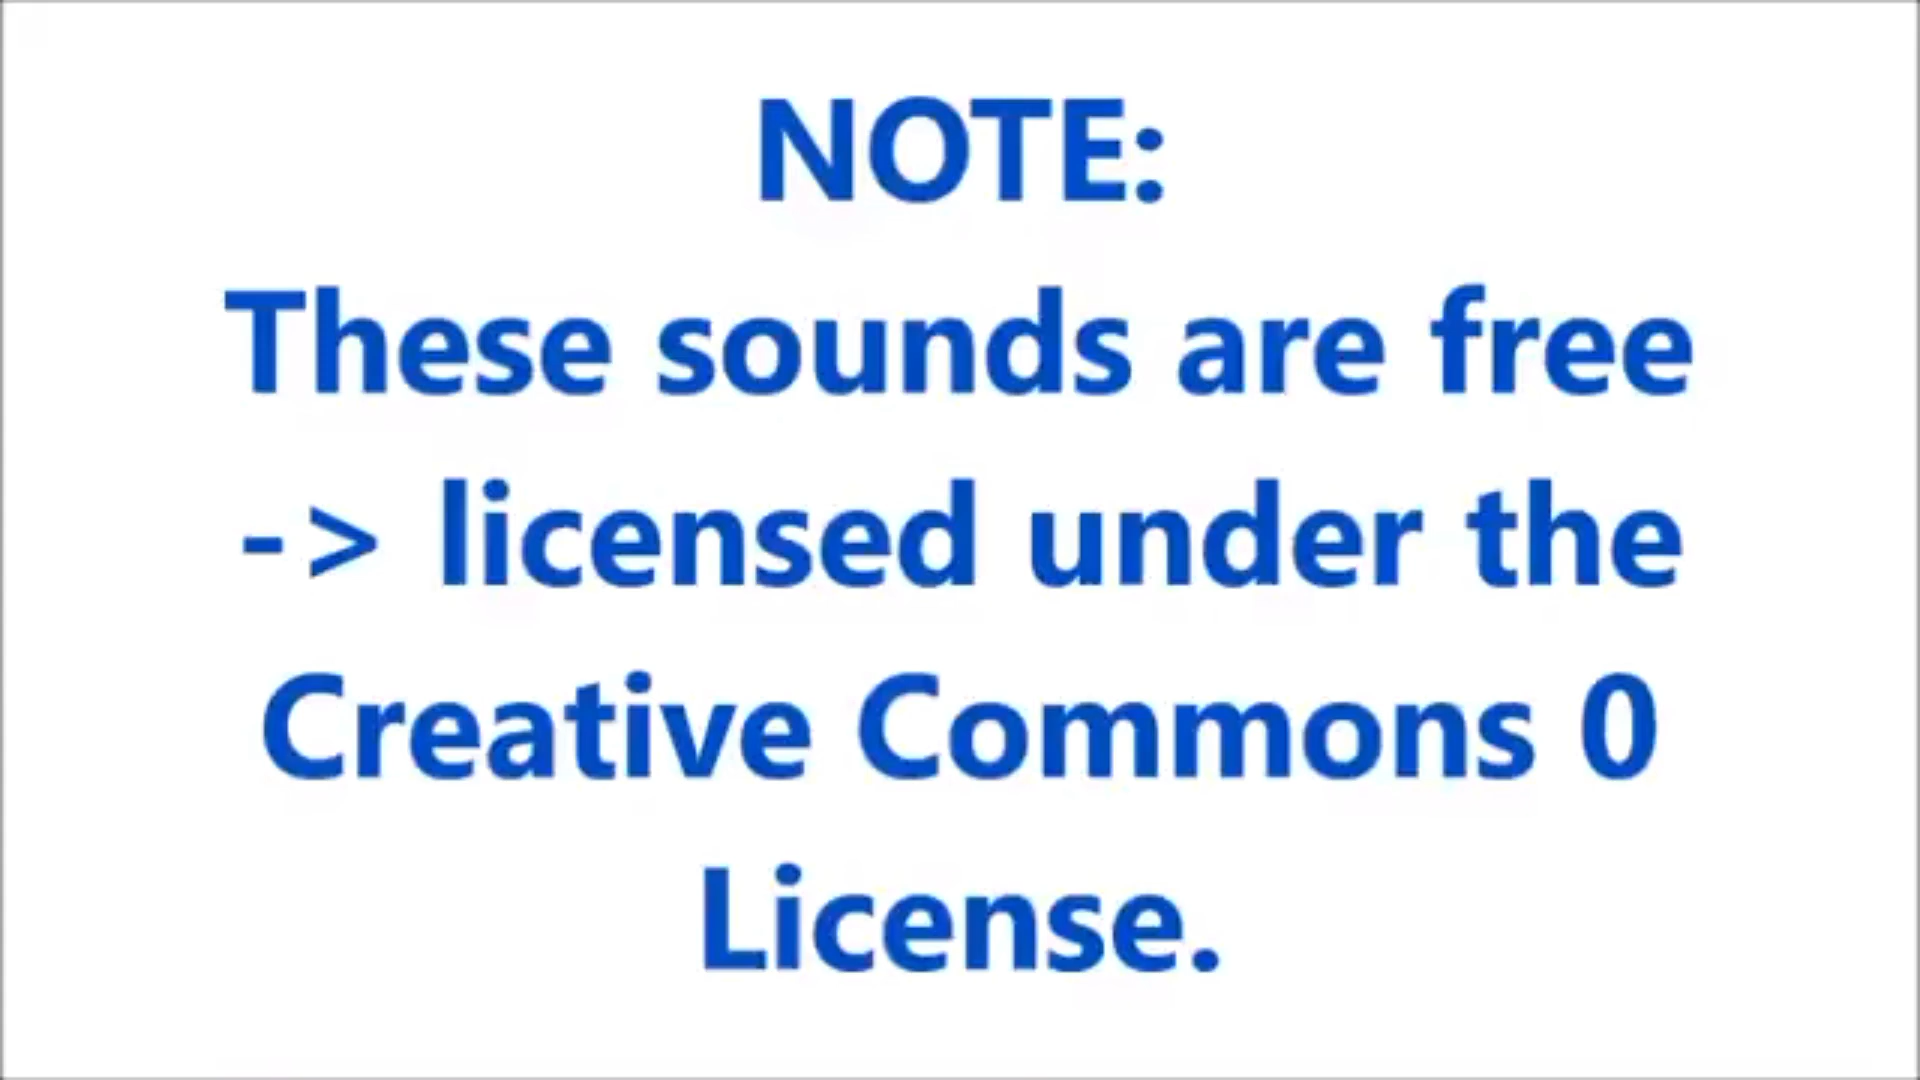 NOTE:
These sounds are free
-> licensed under the
Creative Commons 0
License.